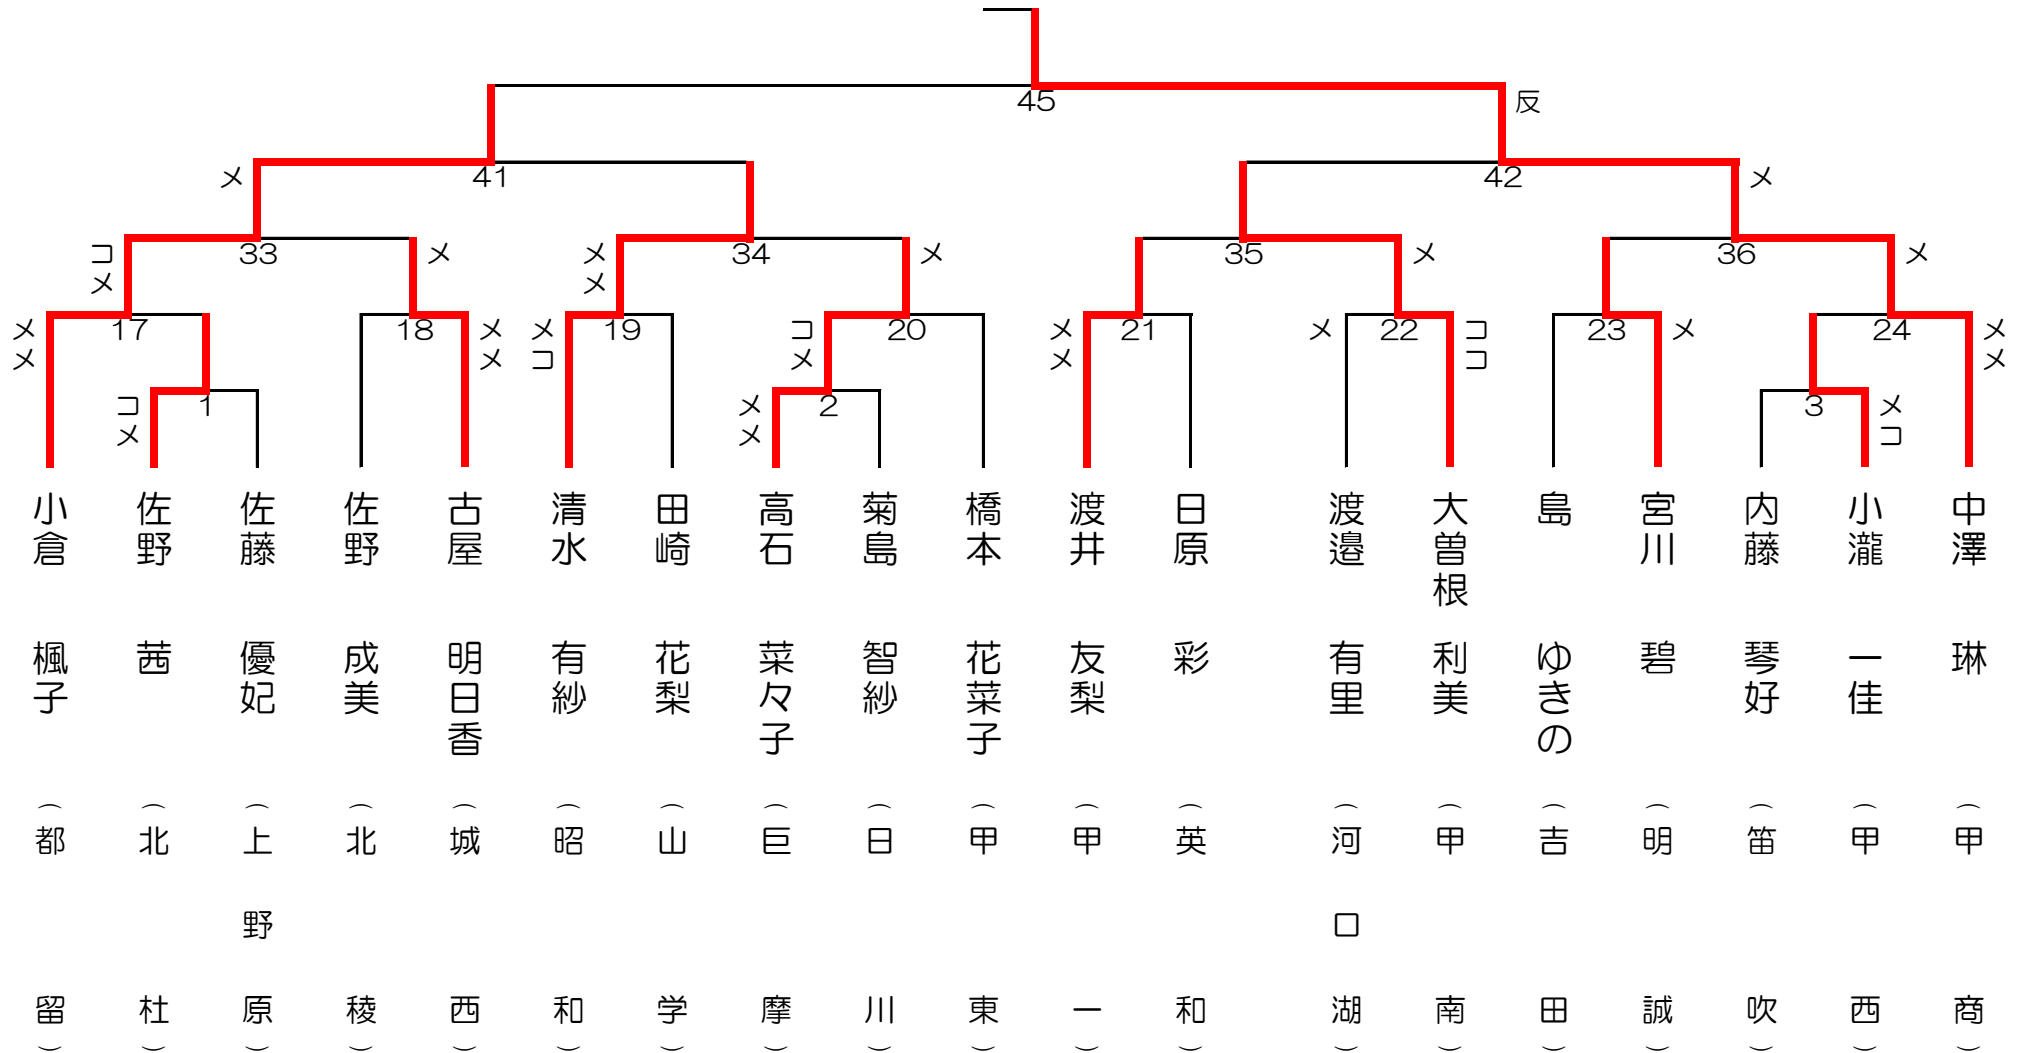 45
反
メ
41
42
メ
コメ
33
メ
メメ
34
メ
35
メ
36
メ
メメ
17
18
メメ
メコ
19
コメ
20
メメ
21
メ
22
ココ
23
メ
24
メメ
コメ
1
メメ
2
3
メコ
小倉 楓子 (都留)
佐野 茜 (北杜)
佐藤 優妃 (上野原)
佐野 成美 (北稜)
古屋 明日香 (城西)
清水 有紗 (昭和)
田崎 花梨 (山学)
高石 菜々子 (巨摩)
菊島 智紗 (日川)
橋本 花菜子 (甲東)
渡井 友梨 (甲一)
日原 彩 (英和)
渡邉 有里 (河口湖)
大曽根 利美 (甲南)
島 ゆきの (吉田)
宮川 碧 (明誠)
内藤 琴好 (笛吹)
小瀧 一佳 (甲西)
中澤 琳 (甲商)